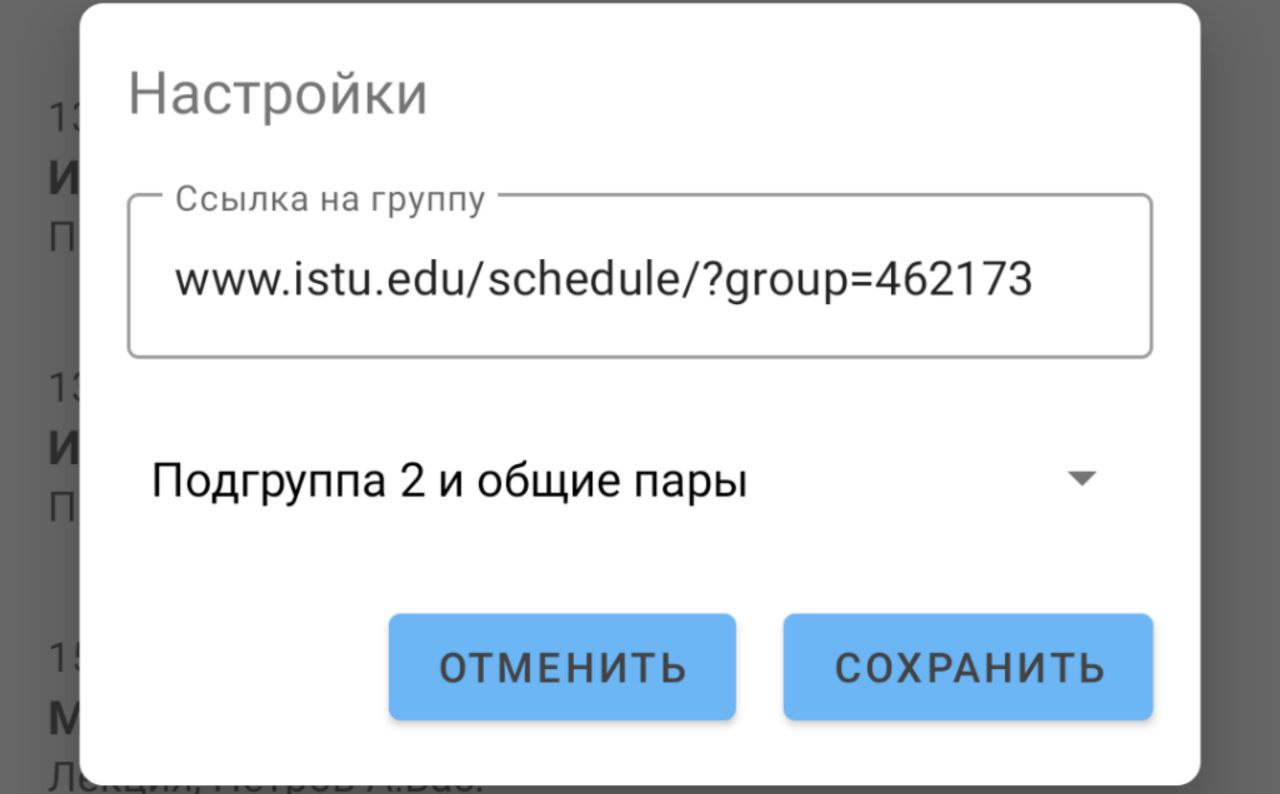 Настройки
Ссылка на группу
www.istu.edu/schedule/?group=462173
Подгруппа 2 и общие пары
ОТМЕНИТЬ
СОХРАНИТЬ